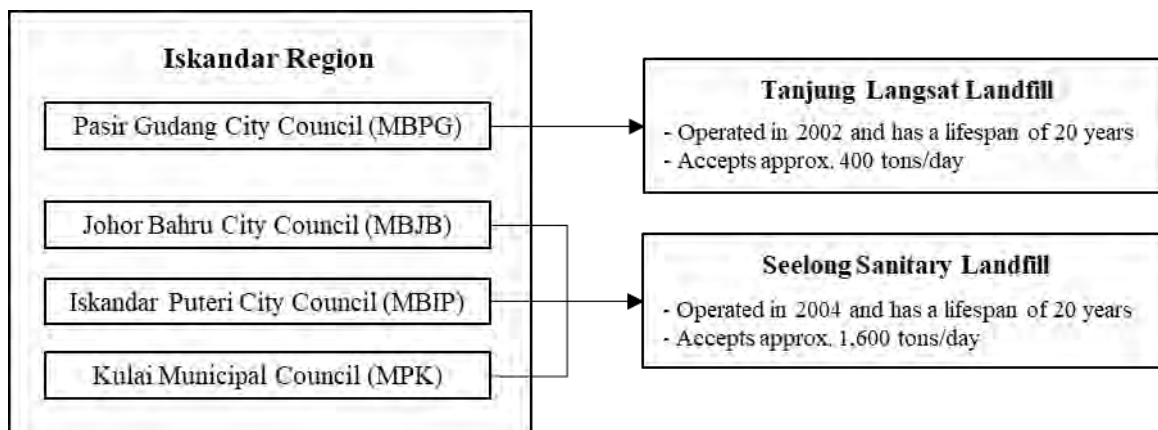 Iskandar Region
Pasir Gudang City Council (MBPG)
Johor Bahru City Council (MBJB)
Iskandar Puteri City Council (MBIP)
Kulai Municipal Council (MPK)
Tanjung Langsat Landfill
- Operated in 2002 and has a lifespan of 20 years
- Accepts approx. 400 tons/day
Seelong Sanitary Landfill
- Operated in 2004 and has a lifespan of 20 years
- Accepts approx. 1,600 tons/day